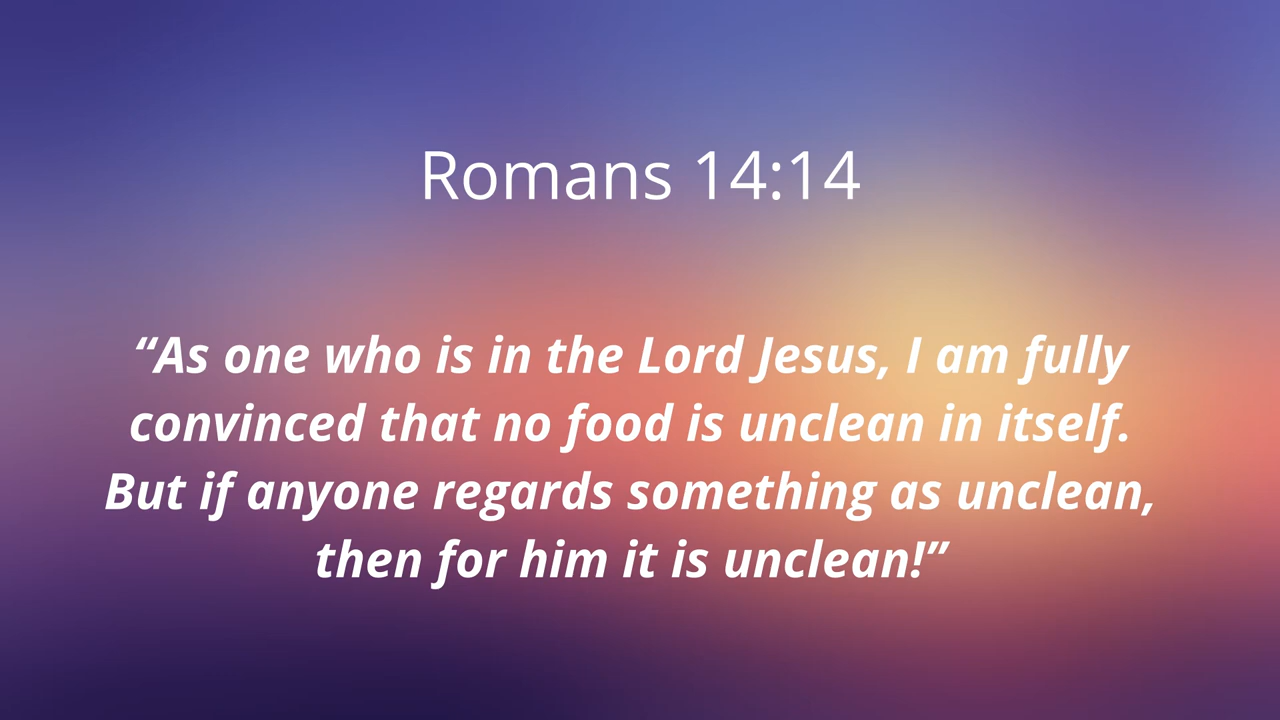 Romans 14:14
“As one who is in the Lord Jesus, I am fully
convinced that no food is unclean in itself.
But if anyone regards something as unclean,
then for him it is unclean!”